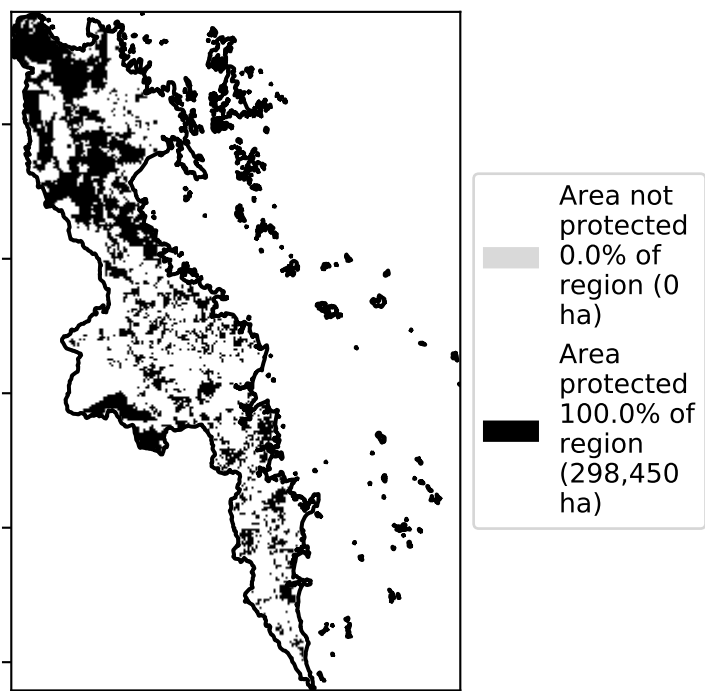 Area not
protected
0.0% of
region (0
ha)
Area
protected
100.0% of
region
(298,450
ha)